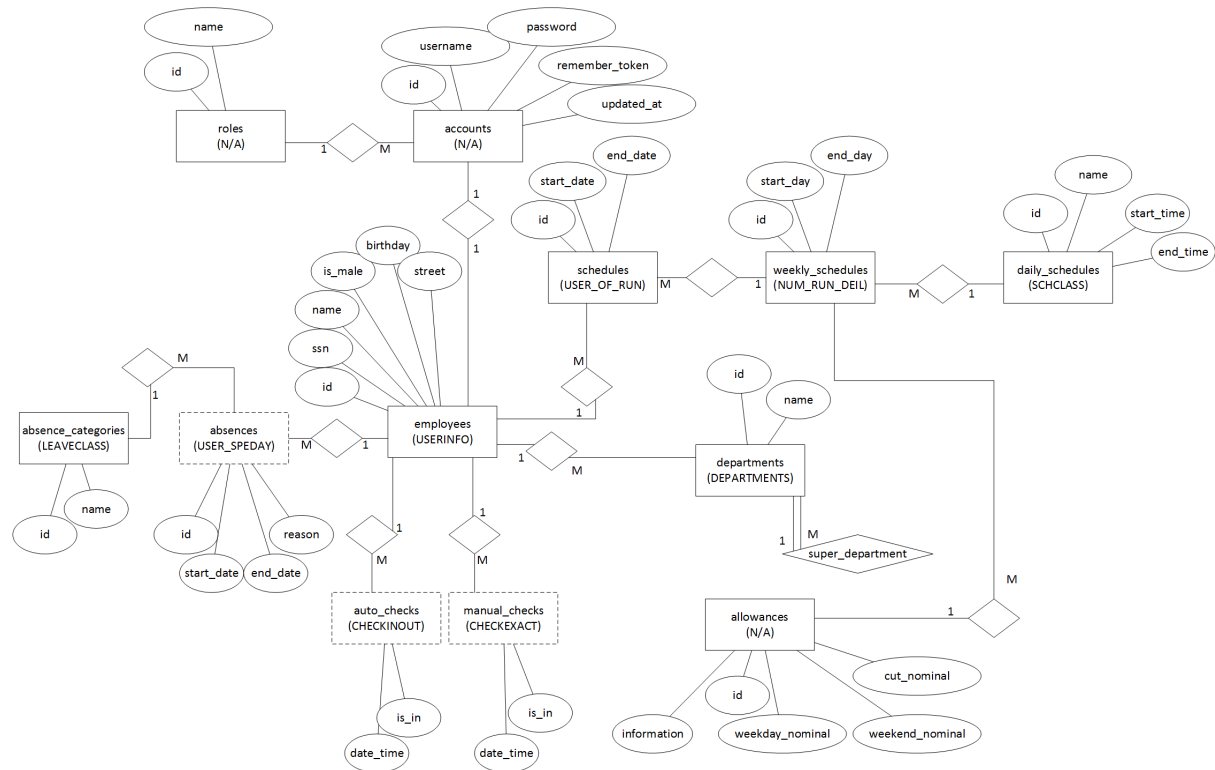 name
id
roles
(N/A)
1
M
password
username
remember_token
id
updated_at
accounts
(N/A)
1
1
end_date
start_date
id
schedules
(USER_OF_RUN)
M
1
end_day
start_day
id
weekly_schedules
(NUM_RUN_DEIL)
M
1
name
id
start_time
end_time
daily_schedules
(SCHCLASS)
birthday
is_male
street
name
ssn
id
employees
(USERINFO)
M
1
M
1
absence_categories
(LEAVECLASS)
id
name
absences
(USER_SPEDAY)
M
1
id
reason
start_date
end_date
1
M
id
name
departments
(DEPARTMENTS)
1
M
super_department
1
M
1
M
auto_checks
(CHECKINOUT)
manual_checks
(CHECKEXACT)
is_in
date_time
is_in
date_time
M
1
allowances
(N/A)
cut_nominal
id
information
weekday_nominal
weekend_nominal